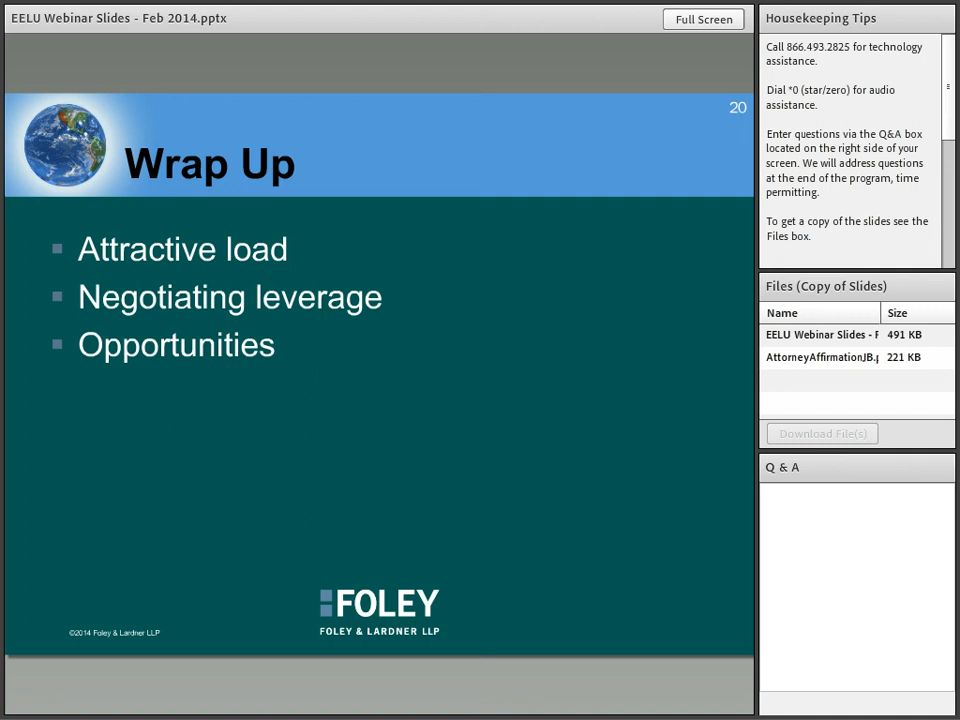 EELU Webinar Slides - Feb 2014.pptx
Full Screen
20
Wrap Up
Attractive load
Negotiating leverage
Opportunities
FOLEY
FOLEY & LARDNER LLP
©2014 Foley & Lardner LLP
Housekeeping Tips
Call 866.493.2825 for technology
assistance.
Dial *0 (star/zero) for audio
assistance.
Enter questions via the Q&A box
located on the right side of your
screen. We will address questions
at the end of the program, time
permitting.
To get a copy of the slides see the
Files box.
Files (Copy of Slides)
Name Size
EELU Webinar Slides - F 491 KB
AttorneyAffirmationJB.p 221 KB
Download File(s)
Q & A